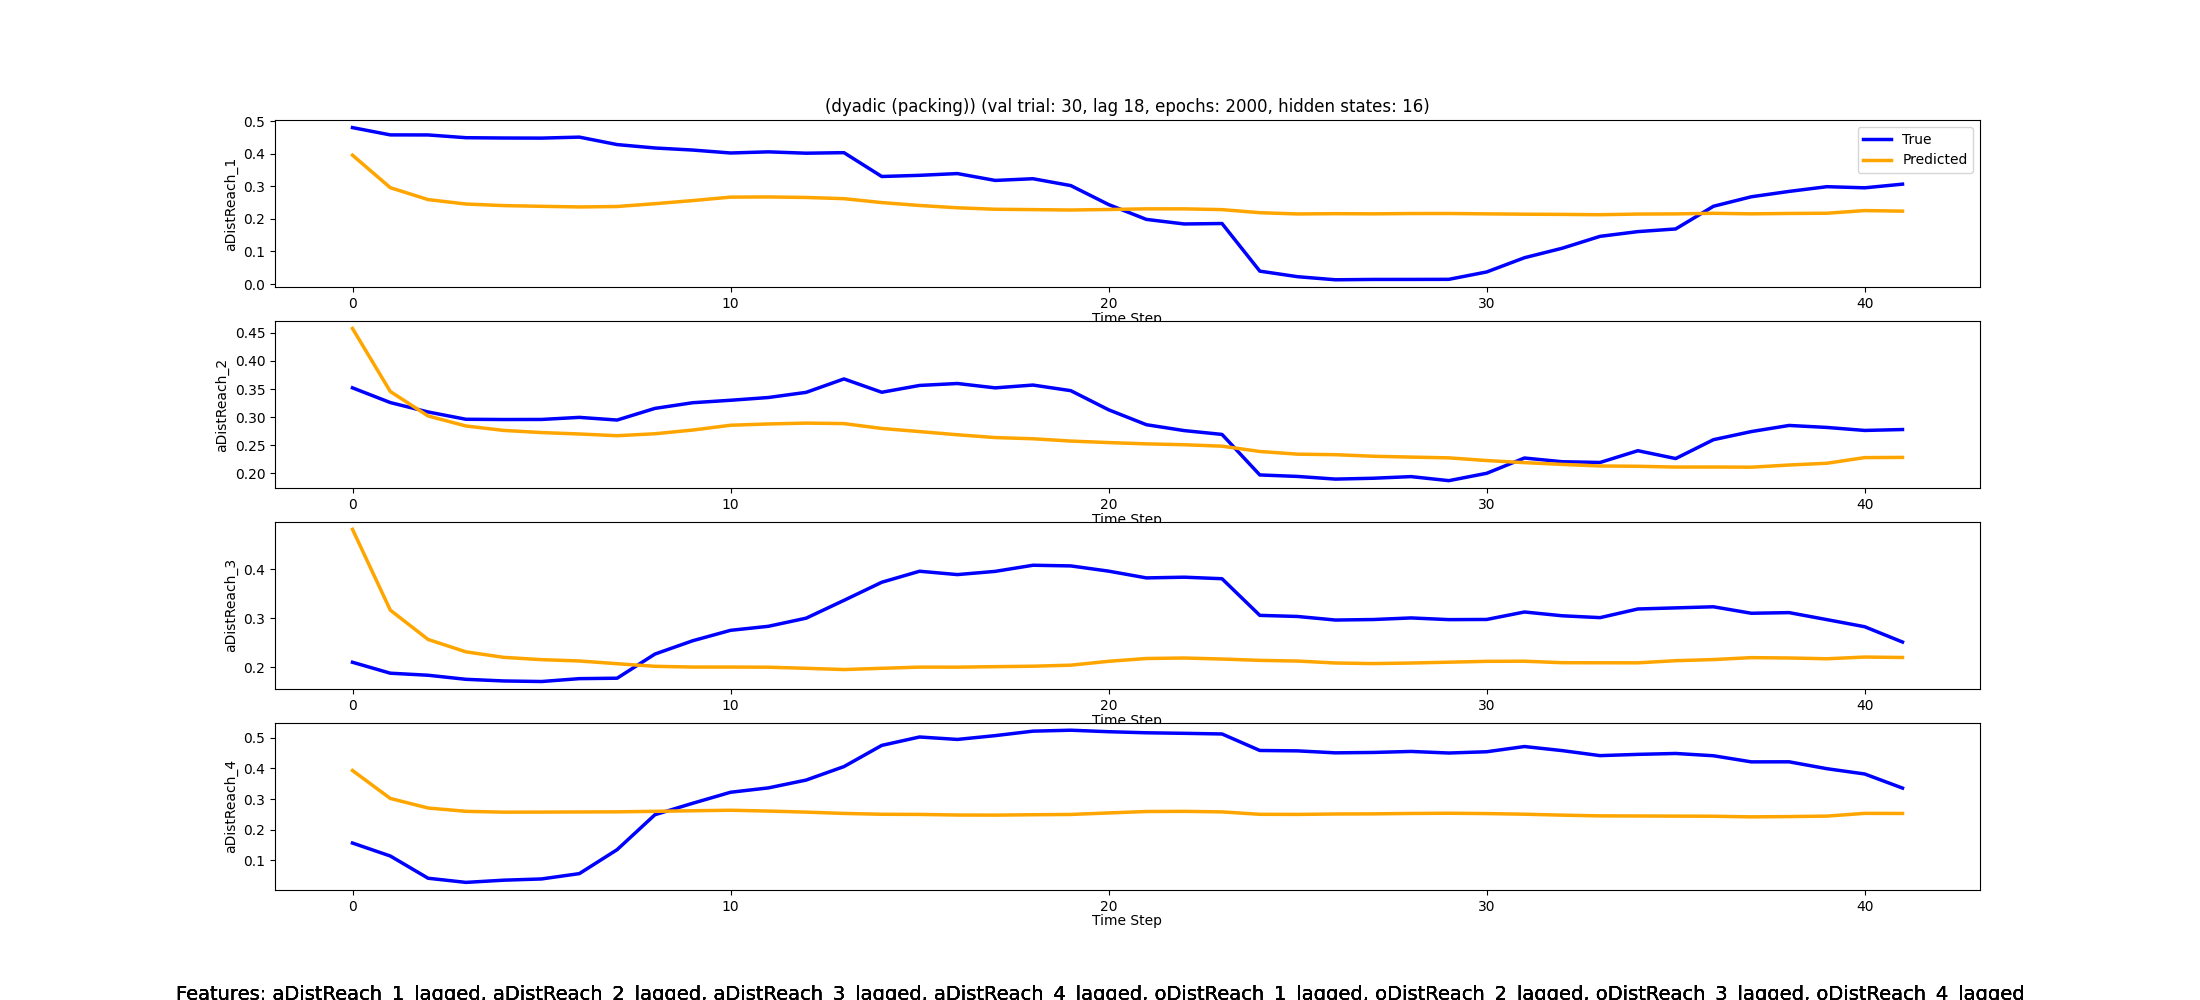 (dyadic (packing)) (val trial: 30, lag 18, epochs: 2000, hidden states: 16)
0.5
0.4
0.3
0.2
0.1
0.0
aDistReach_1
True
Predicted
0 10 20 30 40
Time Step
0.45
0.40
0.35
0.30
0.25
0.20
aDistReach_2
0 10 20 30 40
Time Step
0.4
0.3
0.2
aDistReach_3
0 10 20 30 40
Time Step
0.5
0.4
0.3
0.2
0.1
aDistReach_4
0 10 20 30 40
Time Step
Features: aDistReach_1_lagged, aDistReach_2_lagged, aDistReach_3_lagged, aDistReach_4_lagged, oDistReach_1_lagged, oDistReach_2_lagged, oDistReach_3_lagged, oDistReach_4_lagged